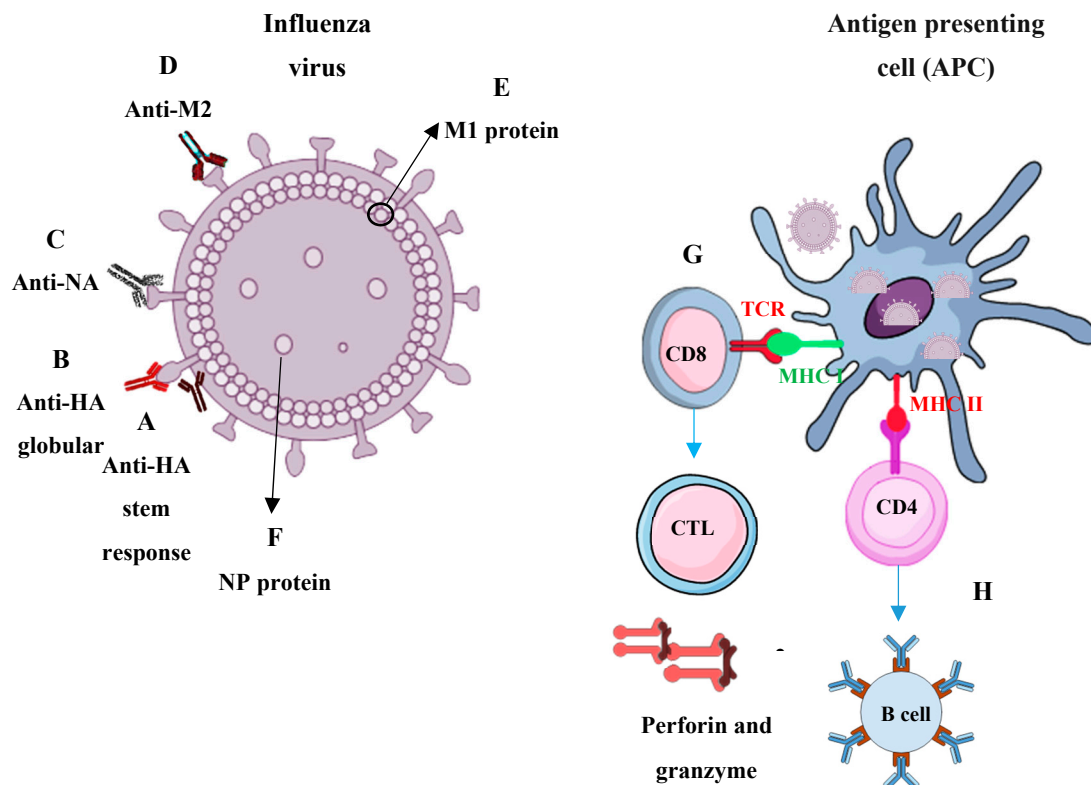 Influenza
virus
Antigen presenting
cell (APC)
D
Anti-M2
E
M1 protein
C
Anti-NA
B
Anti-HA
globular
A
Anti-HA
stem
response
F
NP protein
G
TCR
CD8
MHC I
MHC II
CTL
CD4
H
Perforin and
granzyme
B cell